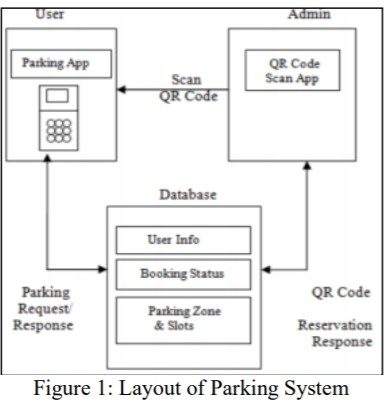 User
Admin
Parking App
QR Code
Scan App
Scan
QR Code
Database
User Info
Booking Status
Parking Zone
& Slots
Parking
Request/
Response
QR Code
Reservation
Response
Figure 1: Layout of Parking System